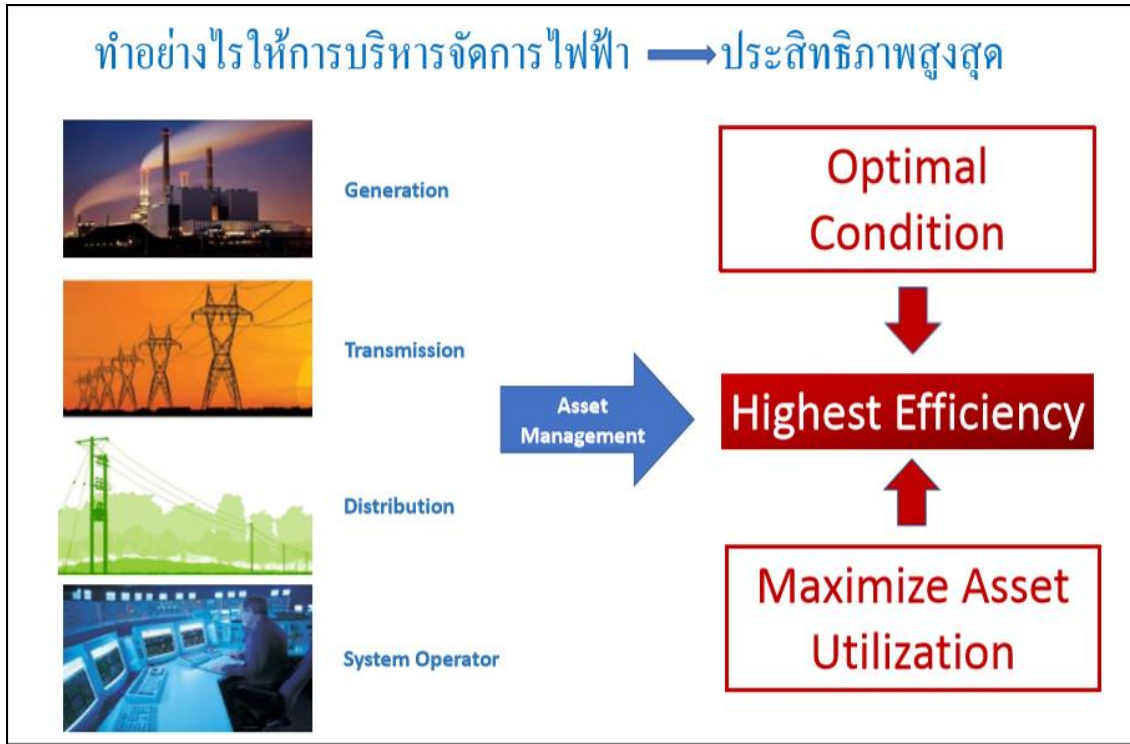 ทำอย่างไรให้การบริหารจัดการไฟฟ้า ประสิทธิภาพสูงสุด
Generation
Transmission
Distribution
System Operator
Asset
Management
Optimal
Condition
Highest Efficiency
Maximize Asset
Utilization